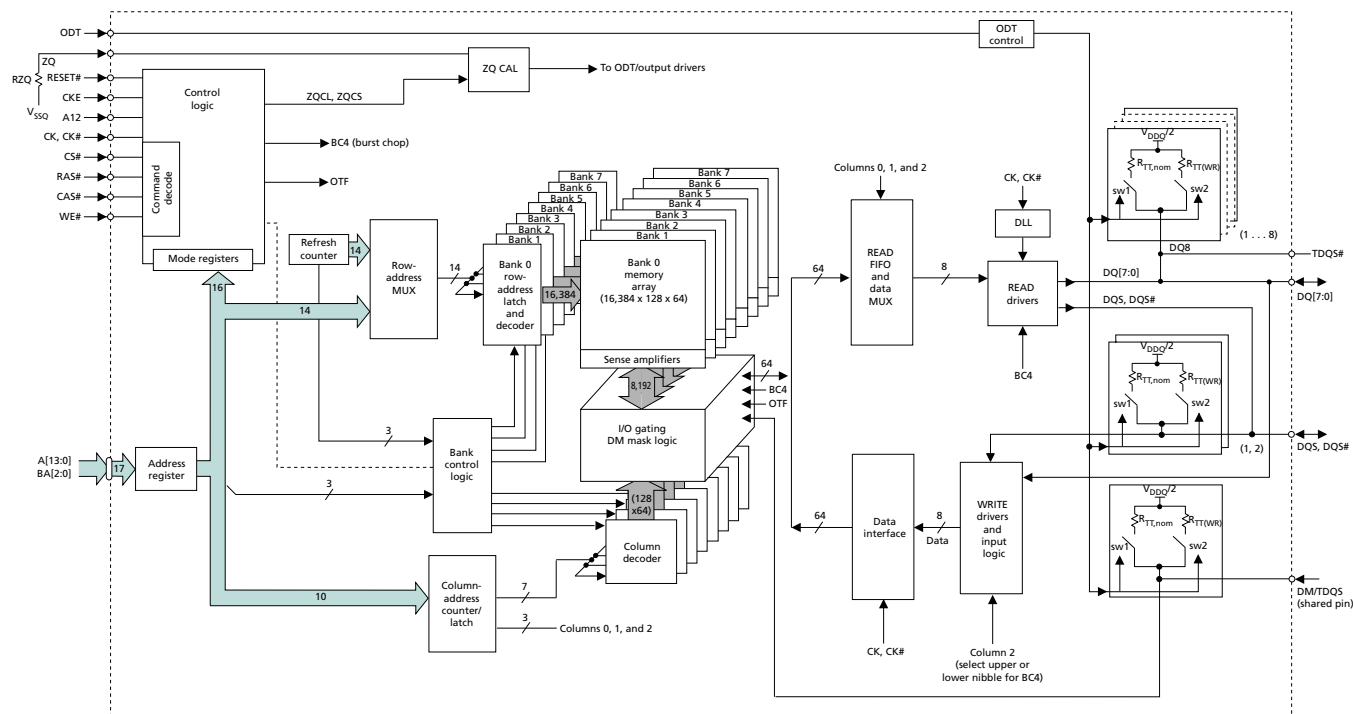 ODT
ODT
control
ZQ
RZQ
VSSQ
RESET#
CKE
A12
CK, CK#
CS#
RAS#
CAS#
WE#
Control
logic
Command
decode
Mode registers
ZQ CAL
To ODT/output drivers
ZQCL, ZQCS
BC4 (burst chop)
OTF
Refresh
counter
14
Row-
address
MUX
14
16
14
Bank 7
Bank 6
Bank 5
Bank 4
Bank 3
Bank 2
Bank 1
Bank 0
row-
address
latch
and
decoder
16,384
Bank 7
Bank 6
Bank 5
Bank 4
Bank 3
Bank 2
Bank 1
Bank 0
memory
array
(16,384 x 128 x 64)
Sense amplifiers
8,192
I/O gating
DM mask logic
64
BC4
OTF
(128
x64)
Column
decoder
3
3
Bank
control
logic
A[13:0]
BA[2:0]
17
Address
register
10
Column-
address
counter/
latch
7
3
Columns 0, 1, and 2
Columns 0, 1, and 2
64
READ
FIFO
and
data
MUX
8
CK, CK#
DLL
READ
drivers
BC4
DQ[7:0]
DQS, DQS#
64
Data
interface
CK, CK#
8
Data
WRITE
drivers
and
input
logic
Column 2
(select upper or
lower nibble for BC4)
VDDQ/2
RTT,nom
RTT(WR)
sw1
sw2
(1 . . . 8)
DQ8
TDQS#
DQ[7:0]
VDDQ/2
RTT,nom
RTT(WR)
sw1
sw2
(1, 2)
DQS, DQS#
VDDQ/2
RTT,nom
RTT(WR)
sw1
sw2
DM/TDQS
(shared pin)